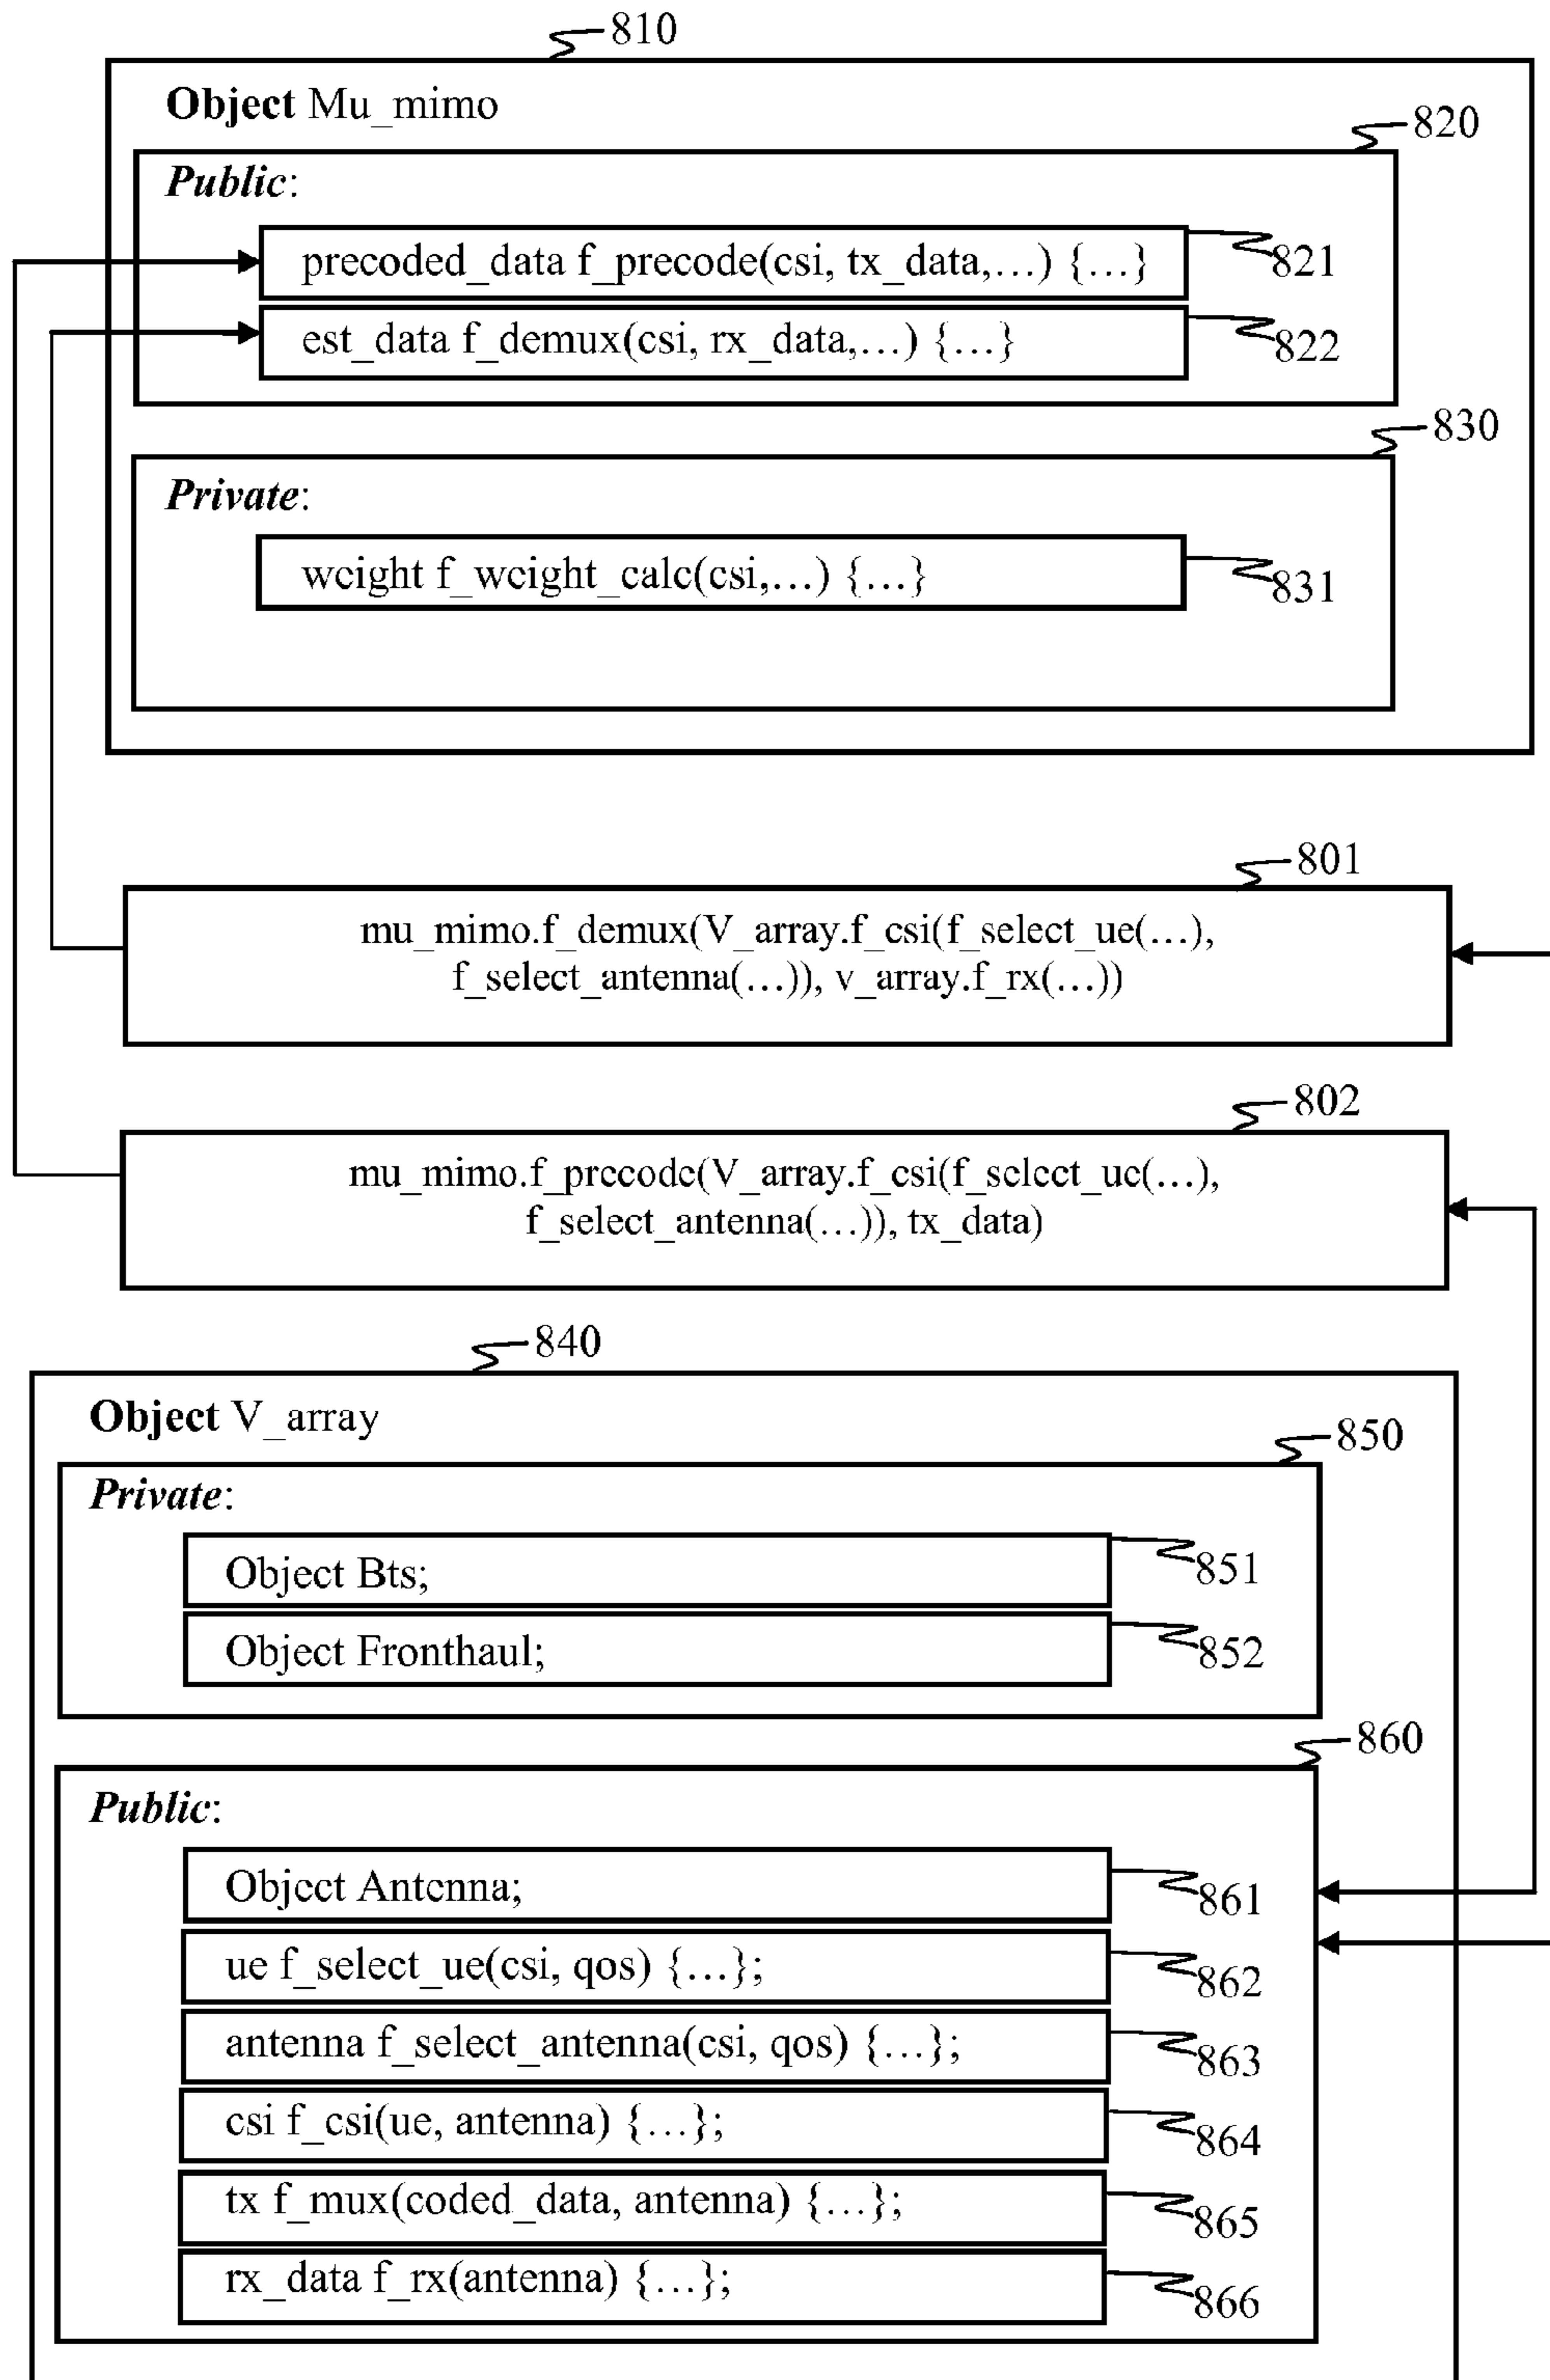 810
Object Mu_mimo
820
Public:
precoded_data f_precode(csi, tx_data,...) {...}
821
est_data f_demux(csi, rx_data,...) {...}
822
830
Private:
weight f_weight_calc(csi,...) {...}
831
801
mu_mimo.f_demux(V_array.f_csi(f_select_ue(...),
f_select_antenna(...)), v_array.f_rx(...))
802
mu_mimo.f_precode(V_array.f_csi(f_select_ue(...),
f_select_antenna(...)), tx_data)
840
Object V_array
850
Private:
Object Bts;
851
Object Fronthaul;
852
860
Public:
Object Antenna;
861
ue f_select_ue(csi, qos) {...};
862
antenna f_select_antenna(csi, qos) {...};
863
csi f_csi(ue, antenna) {...};
864
tx f_mux(coded_data, antenna) {...};
865
rx_data f_rx(antenna) {...};
866